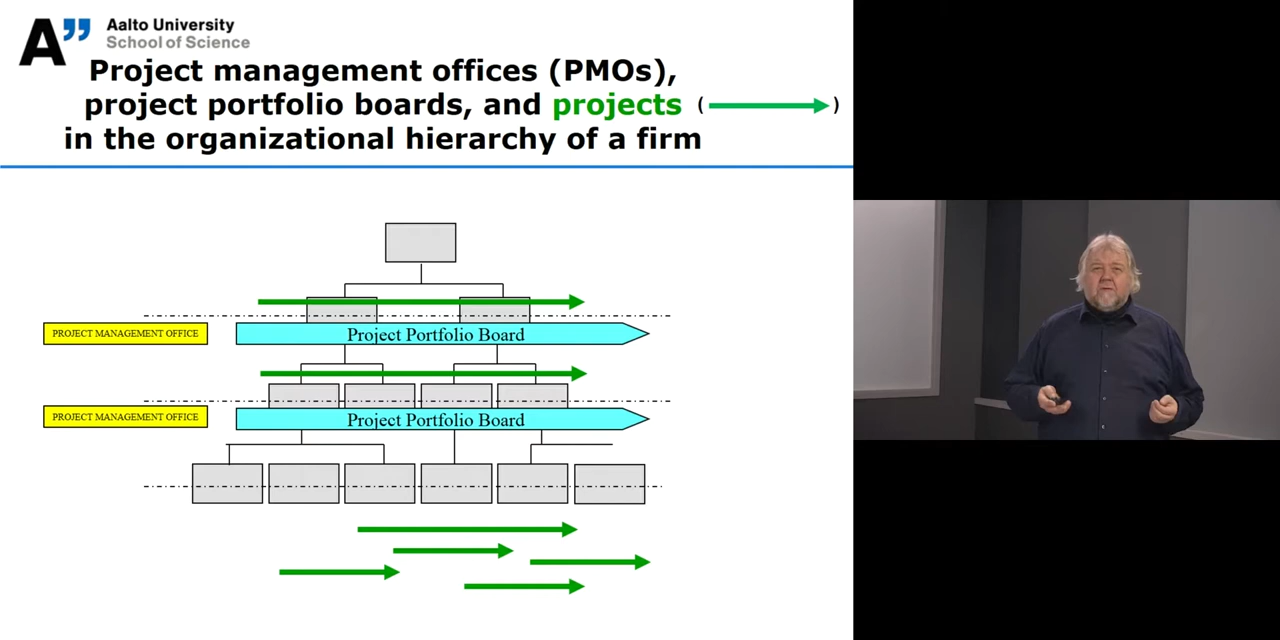 A”
Aalto University
School of Science
Project management offices (PMOs),
project portfolio boards, and projects ( )
in the organizational hierarchy of a firm
PROJECT MANAGEMENT OFFICE
Project Portfolio Board
PROJECT MANAGEMENT OFFICE
Project Portfolio Board